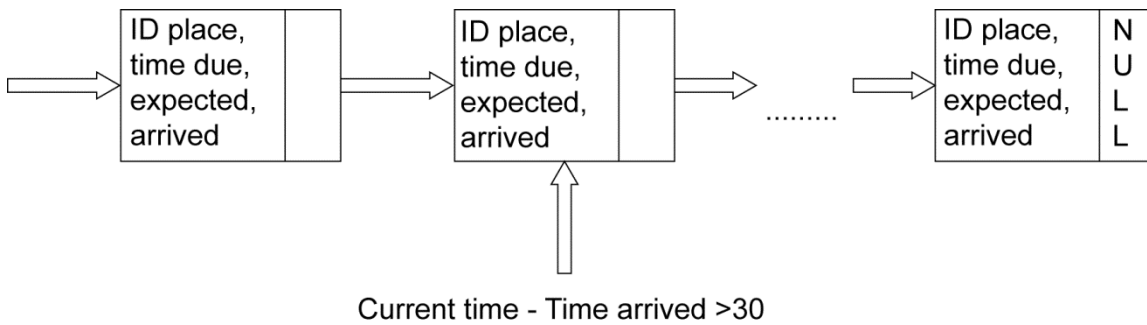 ID place,
time due,
expected,
arrived
ID place,
time due,
expected,
arrived
.........
ID place,
time due,
expected,
arrived
N
U
L
L
Current time - Time arrived >30